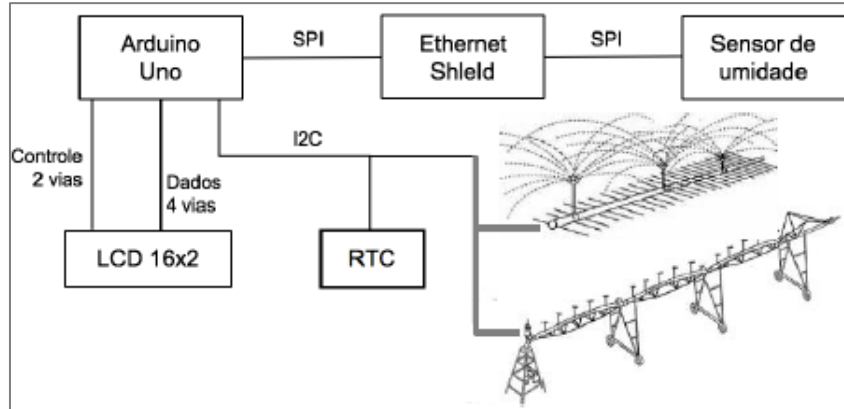 Arduino
Uno
SPI
Ethernet
Shleld
SPI
Sensor de
umidade
I2C
Controle
2 vias
Dados
4 vias
LCD 16x2
RTC